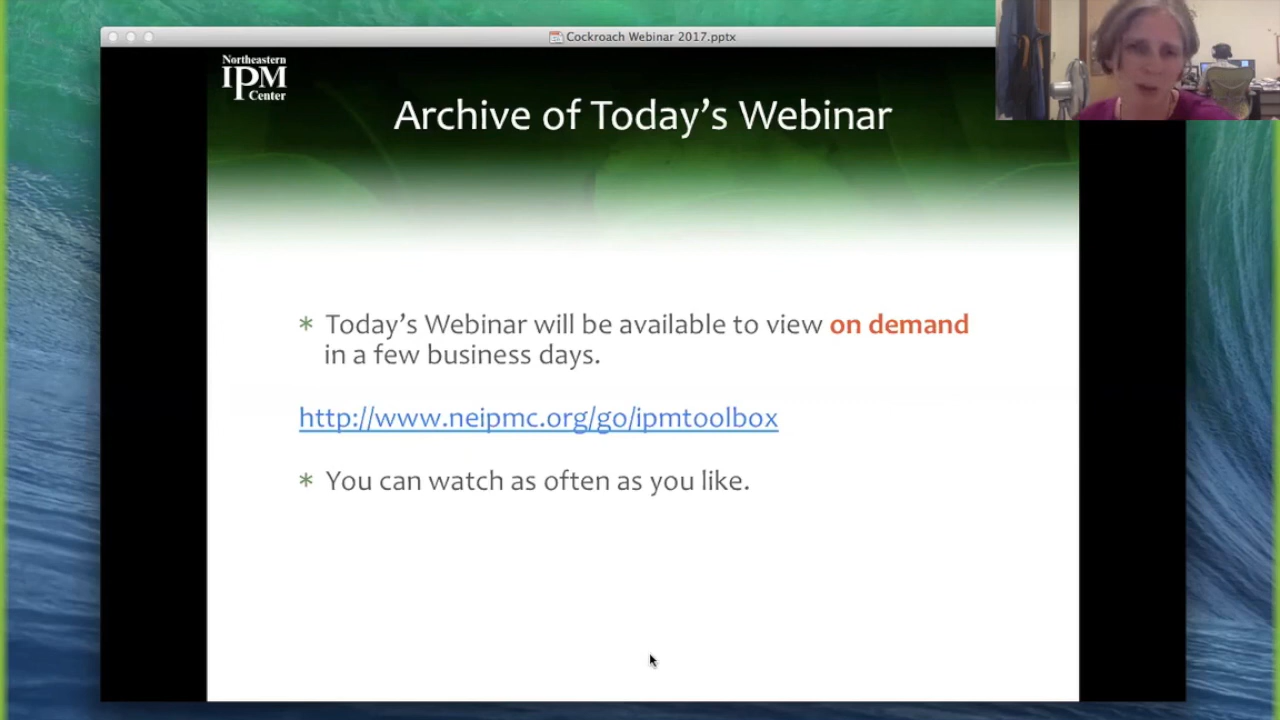 Cockroach Webinar 2017.pptx
Northeastern
IPM
Center
Archive of Today’s Webinar
* Today’s Webinar will be available to view on demand
in a few business days.
http://www.neipmc.org/go/ipmtoolbox
* You can watch as often as you like.